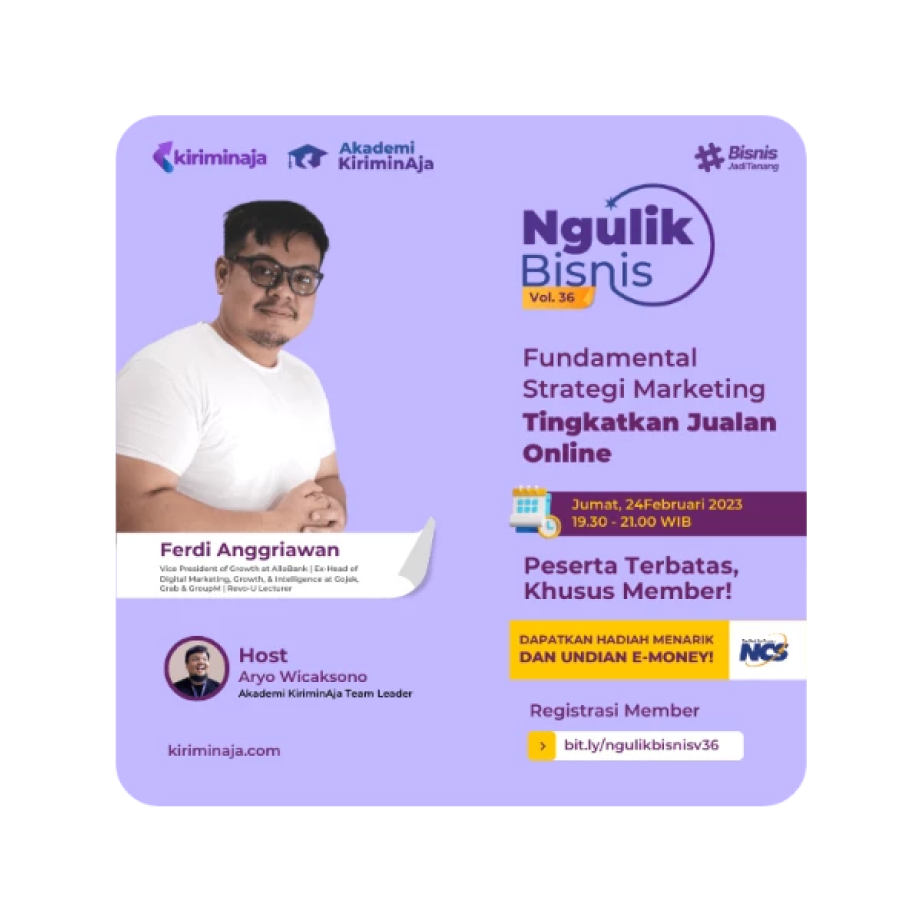 kiriminaja
Akademi
KiriminAja
#Bisnis
JadiTenang
Ngulik
Bisnis
Vol. 36
Fundamental
Strategi Marketing
Tingkatkan Jualan
Online
Jumat, 24Februari 2023
19.30 - 21.00 WIB
Ferdi Anggriawan
Vice President of Growth at AlloBank | Ex-Head of
Digital Marketing, Growth, & Intelligence at Gojek,
Grab & GroupM | Revo-U Lecturer
Peserta Terbatas,
Khusus Member!
DAPATKAN HADIAH MENARIK
DAN UNDIAN E-MONEY!
NCS
Host
Aryo Wicaksono
Akademi KiriminAja Team Leader
Registrasi Member
bit.ly/ngulikbisnisv36
kiriminaja.com